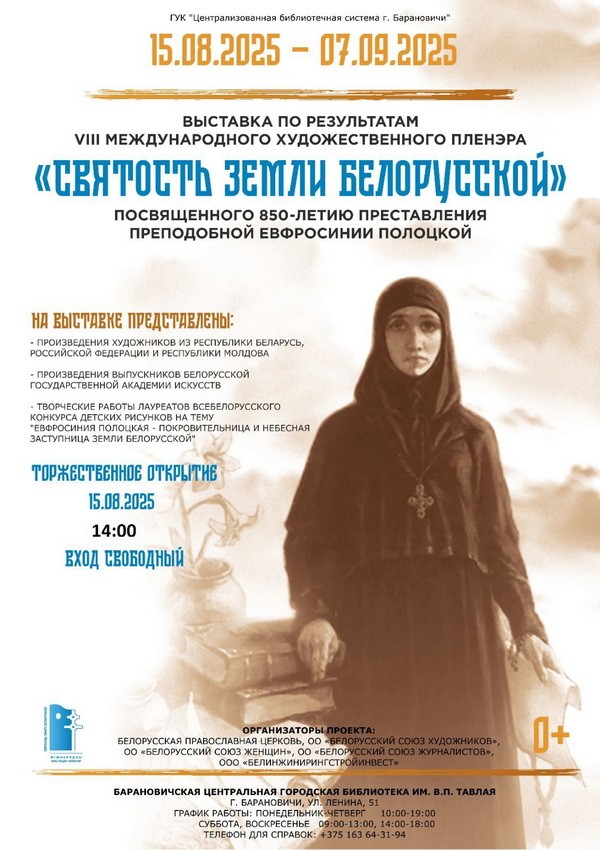 ГУК "Централизованная библиотечная система г. Барановичи"
15.08.2025 – 07.09.2025
ВЫСТАВКА ПО РЕЗУЛЬТАТАМ
VIII МЕЖДУНАРОДНОГО ХУДОЖЕСТВЕННОГО ПЛЕНЭРА
«СВЯТОСТЬ ЗЕМЛИ БЕЛОРУССКОЙ»
ПОСВЯЩЕННОГО 850-ЛЕТИЮ ПРЕСТАВЛЕНИЯ
ПРЕПОДОБНОЙ ЕВФРОСИНИИ ПОЛОЦКОЙ
НА ВЫСТАВКЕ ПРЕДСТАВЛЕНЫ:
- ПРОИЗВЕДЕНИЯ ХУДОЖНИКОВ ИЗ РЕСПУБЛИКИ БЕЛАРУСЬ,
РОССИЙСКОЙ ФЕДЕРАЦИИ И РЕСПУБЛИКИ МОЛДОВА
- ПРОИЗВЕДЕНИЯ ВЫПУСКНИКОВ БЕЛОРУССКОЙ
ГОСУДАРСТВЕННОЙ АКАДЕМИИ ИСКУССТВ
- ТВОРЧЕСКИЕ РАБОТЫ ЛАУРЕАТОВ ВСЕБЕЛОРУССКОГО
КОНКУРСА ДЕТСКИХ РИСУНКОВ НА ТЕМУ
"ЕВФРОСИНИЯ ПОЛОЦКАЯ - ПОКРОВИТЕЛЬНИЦА И НЕБЕСНАЯ
ЗАСТУПНИЦА ЗЕМЛИ БЕЛОРУССКОЙ"
ТОРЖЕСТВЕННОЕ ОТКРЫТИЕ
15.08.2025
14:00
ВХОД СВОБОДНЫЙ
0+
ОРГАНИЗАТОРЫ ПРОЕКТА:
БЕЛОРУССКАЯ ПРАВОСЛАВНАЯ ЦЕРКОВЬ, ОО «БЕЛОРУССКИЙ СОЮЗ ХУДОЖНИКОВ»,
ОО «БЕЛОРУССКИЙ СОЮЗ ЖЕНЩИН», ОО «БЕЛОРУССКИЙ СОЮЗ ЖУРНАЛИСТОВ»,
ООО «БЕЛИНЖИНИРИНГСТРОЙИНВЕСТ»
БАРАНОВИЧСКАЯ ЦЕНТРАЛЬНАЯ ГОРОДСКАЯ БИБЛИОТЕКА ИМ. В.П. ТАВЛАЯ
Г. БАРАНОВИЧИ, УЛ. ЛЕНИНА, 51
ГРАФИК РАБОТЫ: ПОНЕДЕЛЬНИК-ЧЕТВЕРГ 10:00-19:00
СУББОТА, ВОСКРЕСЕНЬЕ 09:00-13:00, 14:00-18:00
ТЕЛЕФОН ДЛЯ СПРАВОК: +375 163 64-31-94